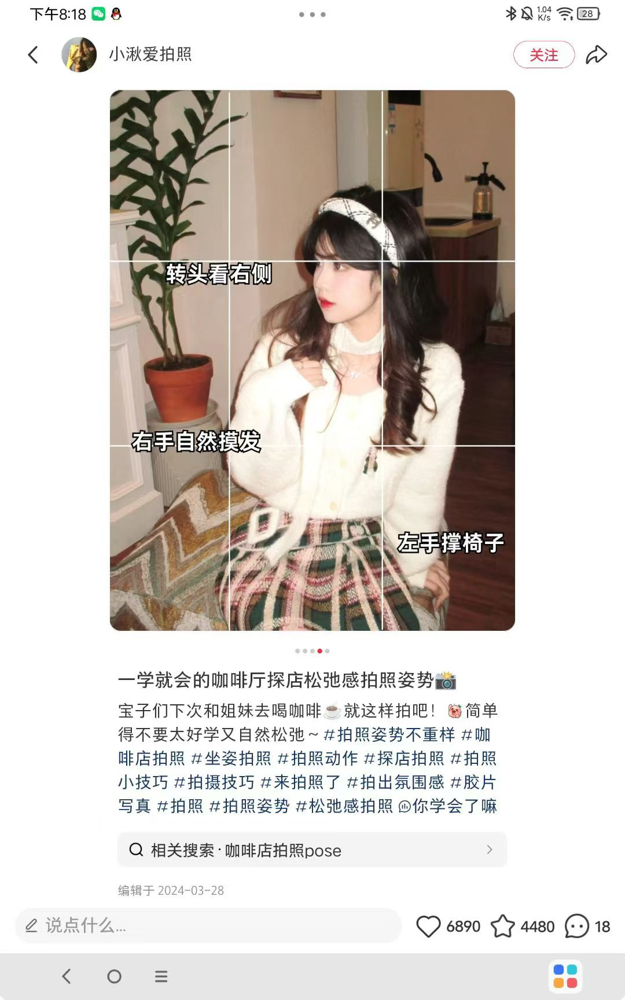 下午8:18
1.04
K/s
28
小湫爱拍照
关注
转头看右侧
右手自然摸发
左手撑椅子
一学就会的咖啡厅探店松弛感拍照姿势📸
宝子们下次和姐妹去喝咖啡☕就这样拍吧！简单
得不要太好学又自然松弛～#拍照姿势不重样 #咖
啡店拍照 #坐姿拍照 #拍照动作 #探店拍照 #拍照
小技巧 #拍摄技巧 #来拍照了 #拍出氛围感 #胶片
写真 #拍照 #拍照姿势 #松弛感拍照 你学会了嘛
相关搜索·咖啡店拍照pose
编辑于 2024-03-28
说点什么...
6890
4480
18